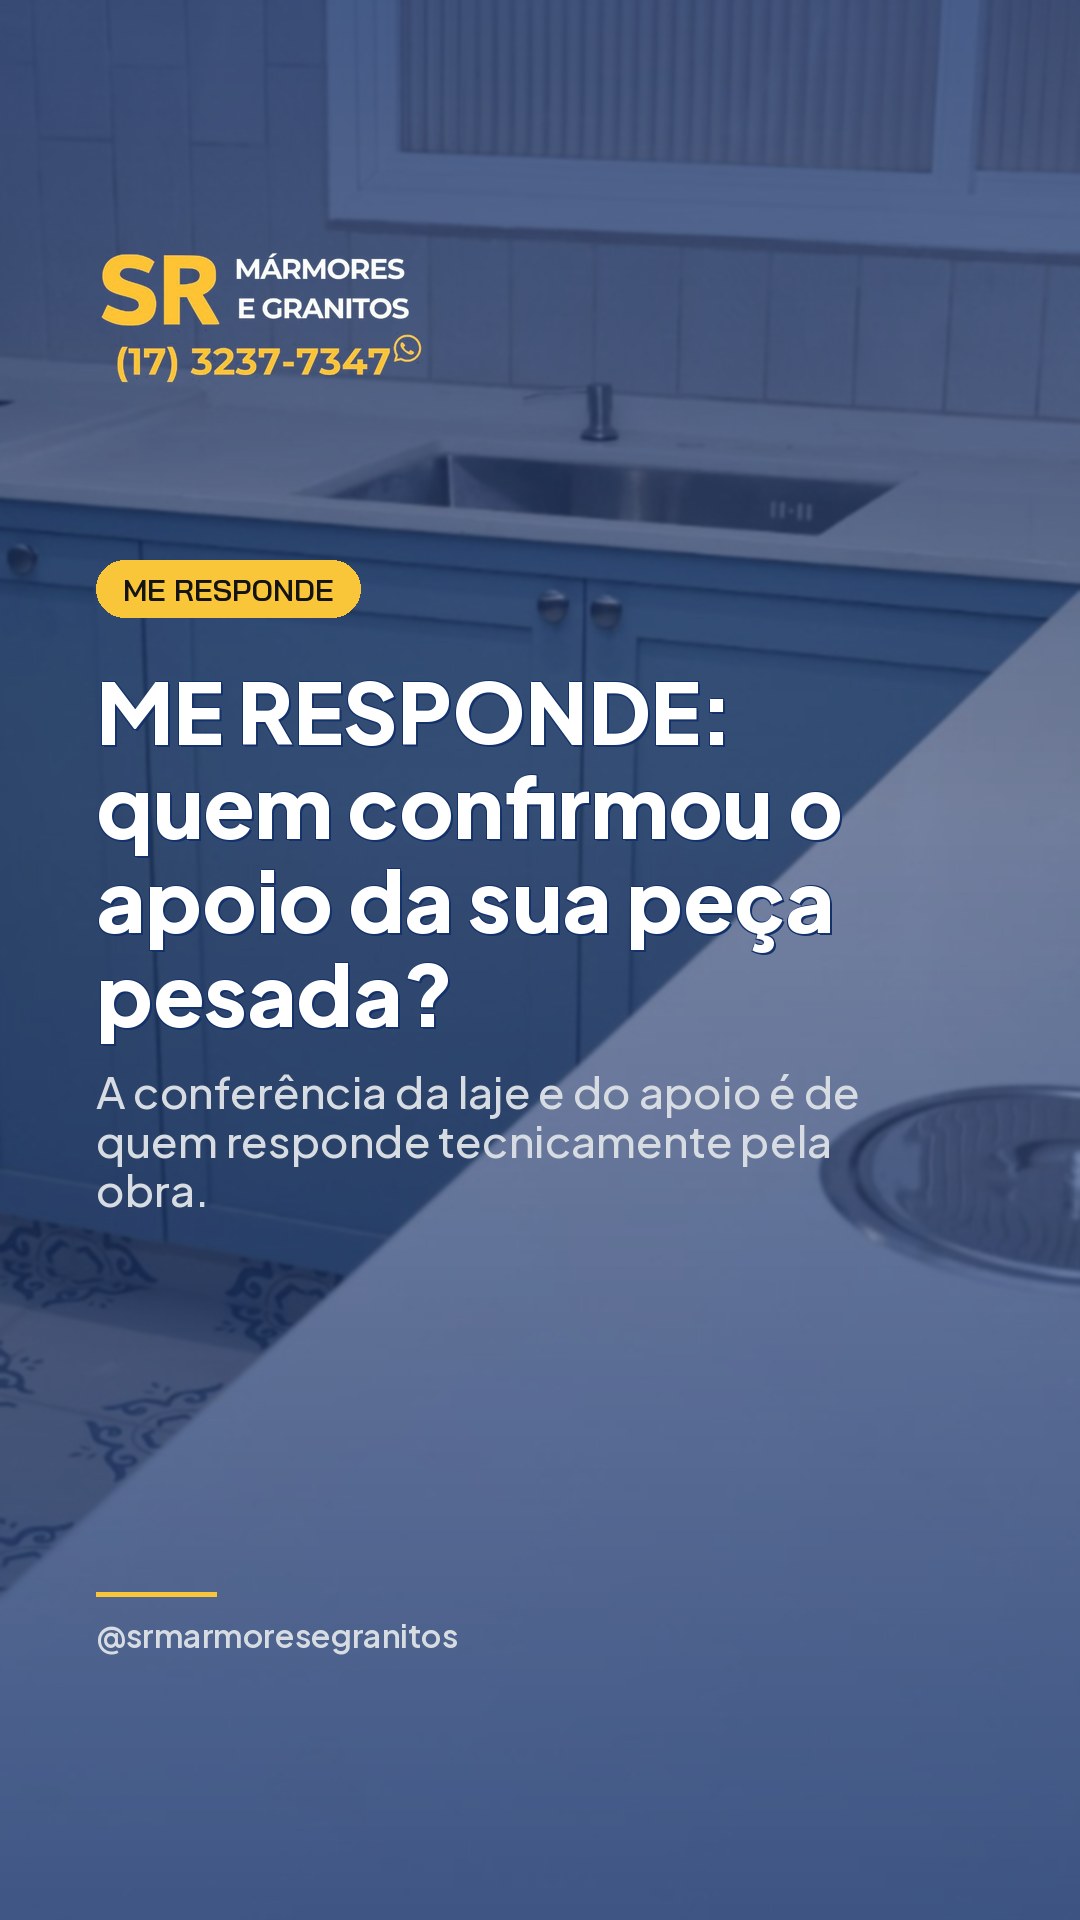 SR MÁRMORES
E GRANITOS
(17) 3237-7347
ME RESPONDE
ME RESPONDE:
quem confirmou o
apoio da sua peça
pesada?
A conferência da laje e do apoio é de
quem responde tecnicamente pela
obra.
@srmarmoresegranitos